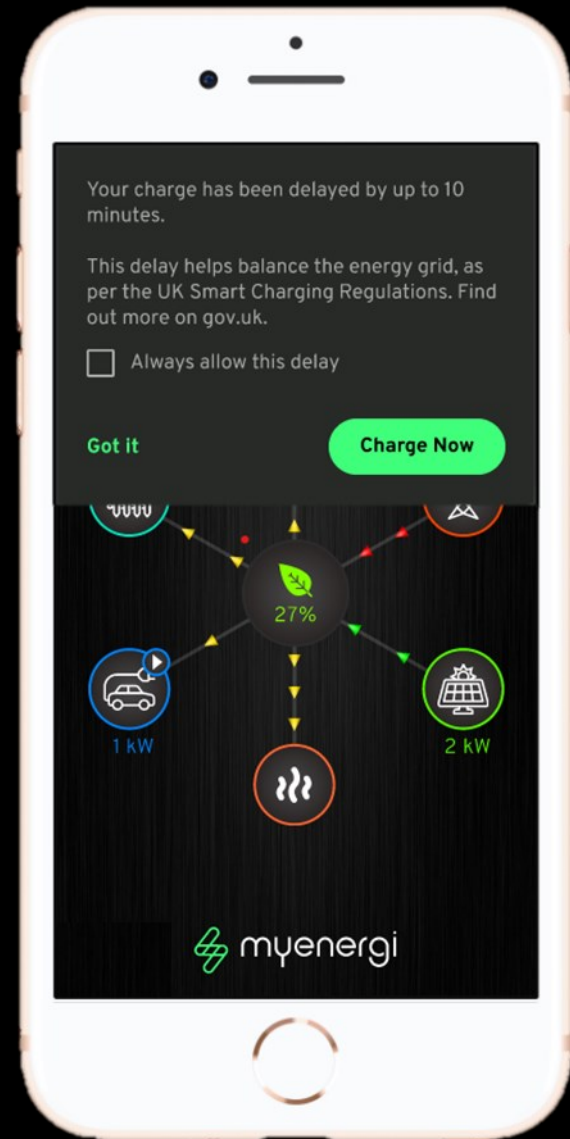 Your charge has been delayed by up to 10
minutes.
This delay helps balance the energy grid, as
per the UK Smart Charging Regulations. Find
out more on gov.uk.
Always allow this delay
Got it
Charge Now
27%
1 kW
2 kW
myenergi